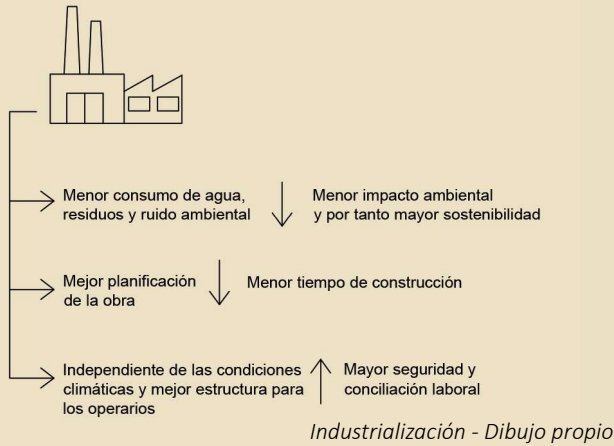 Menor consumo de agua,
residuos y ruido ambiental
Menor impacto ambiental
y por tanto mayor sostenibilidad
Mejor planificación
de la obra
Menor tiempo de construcción
Independiente de las condiciones
climáticas y mejor estructura para
los operarios
Mayor seguridad y
conciliación laboral
Industrialización - Dibujo propio